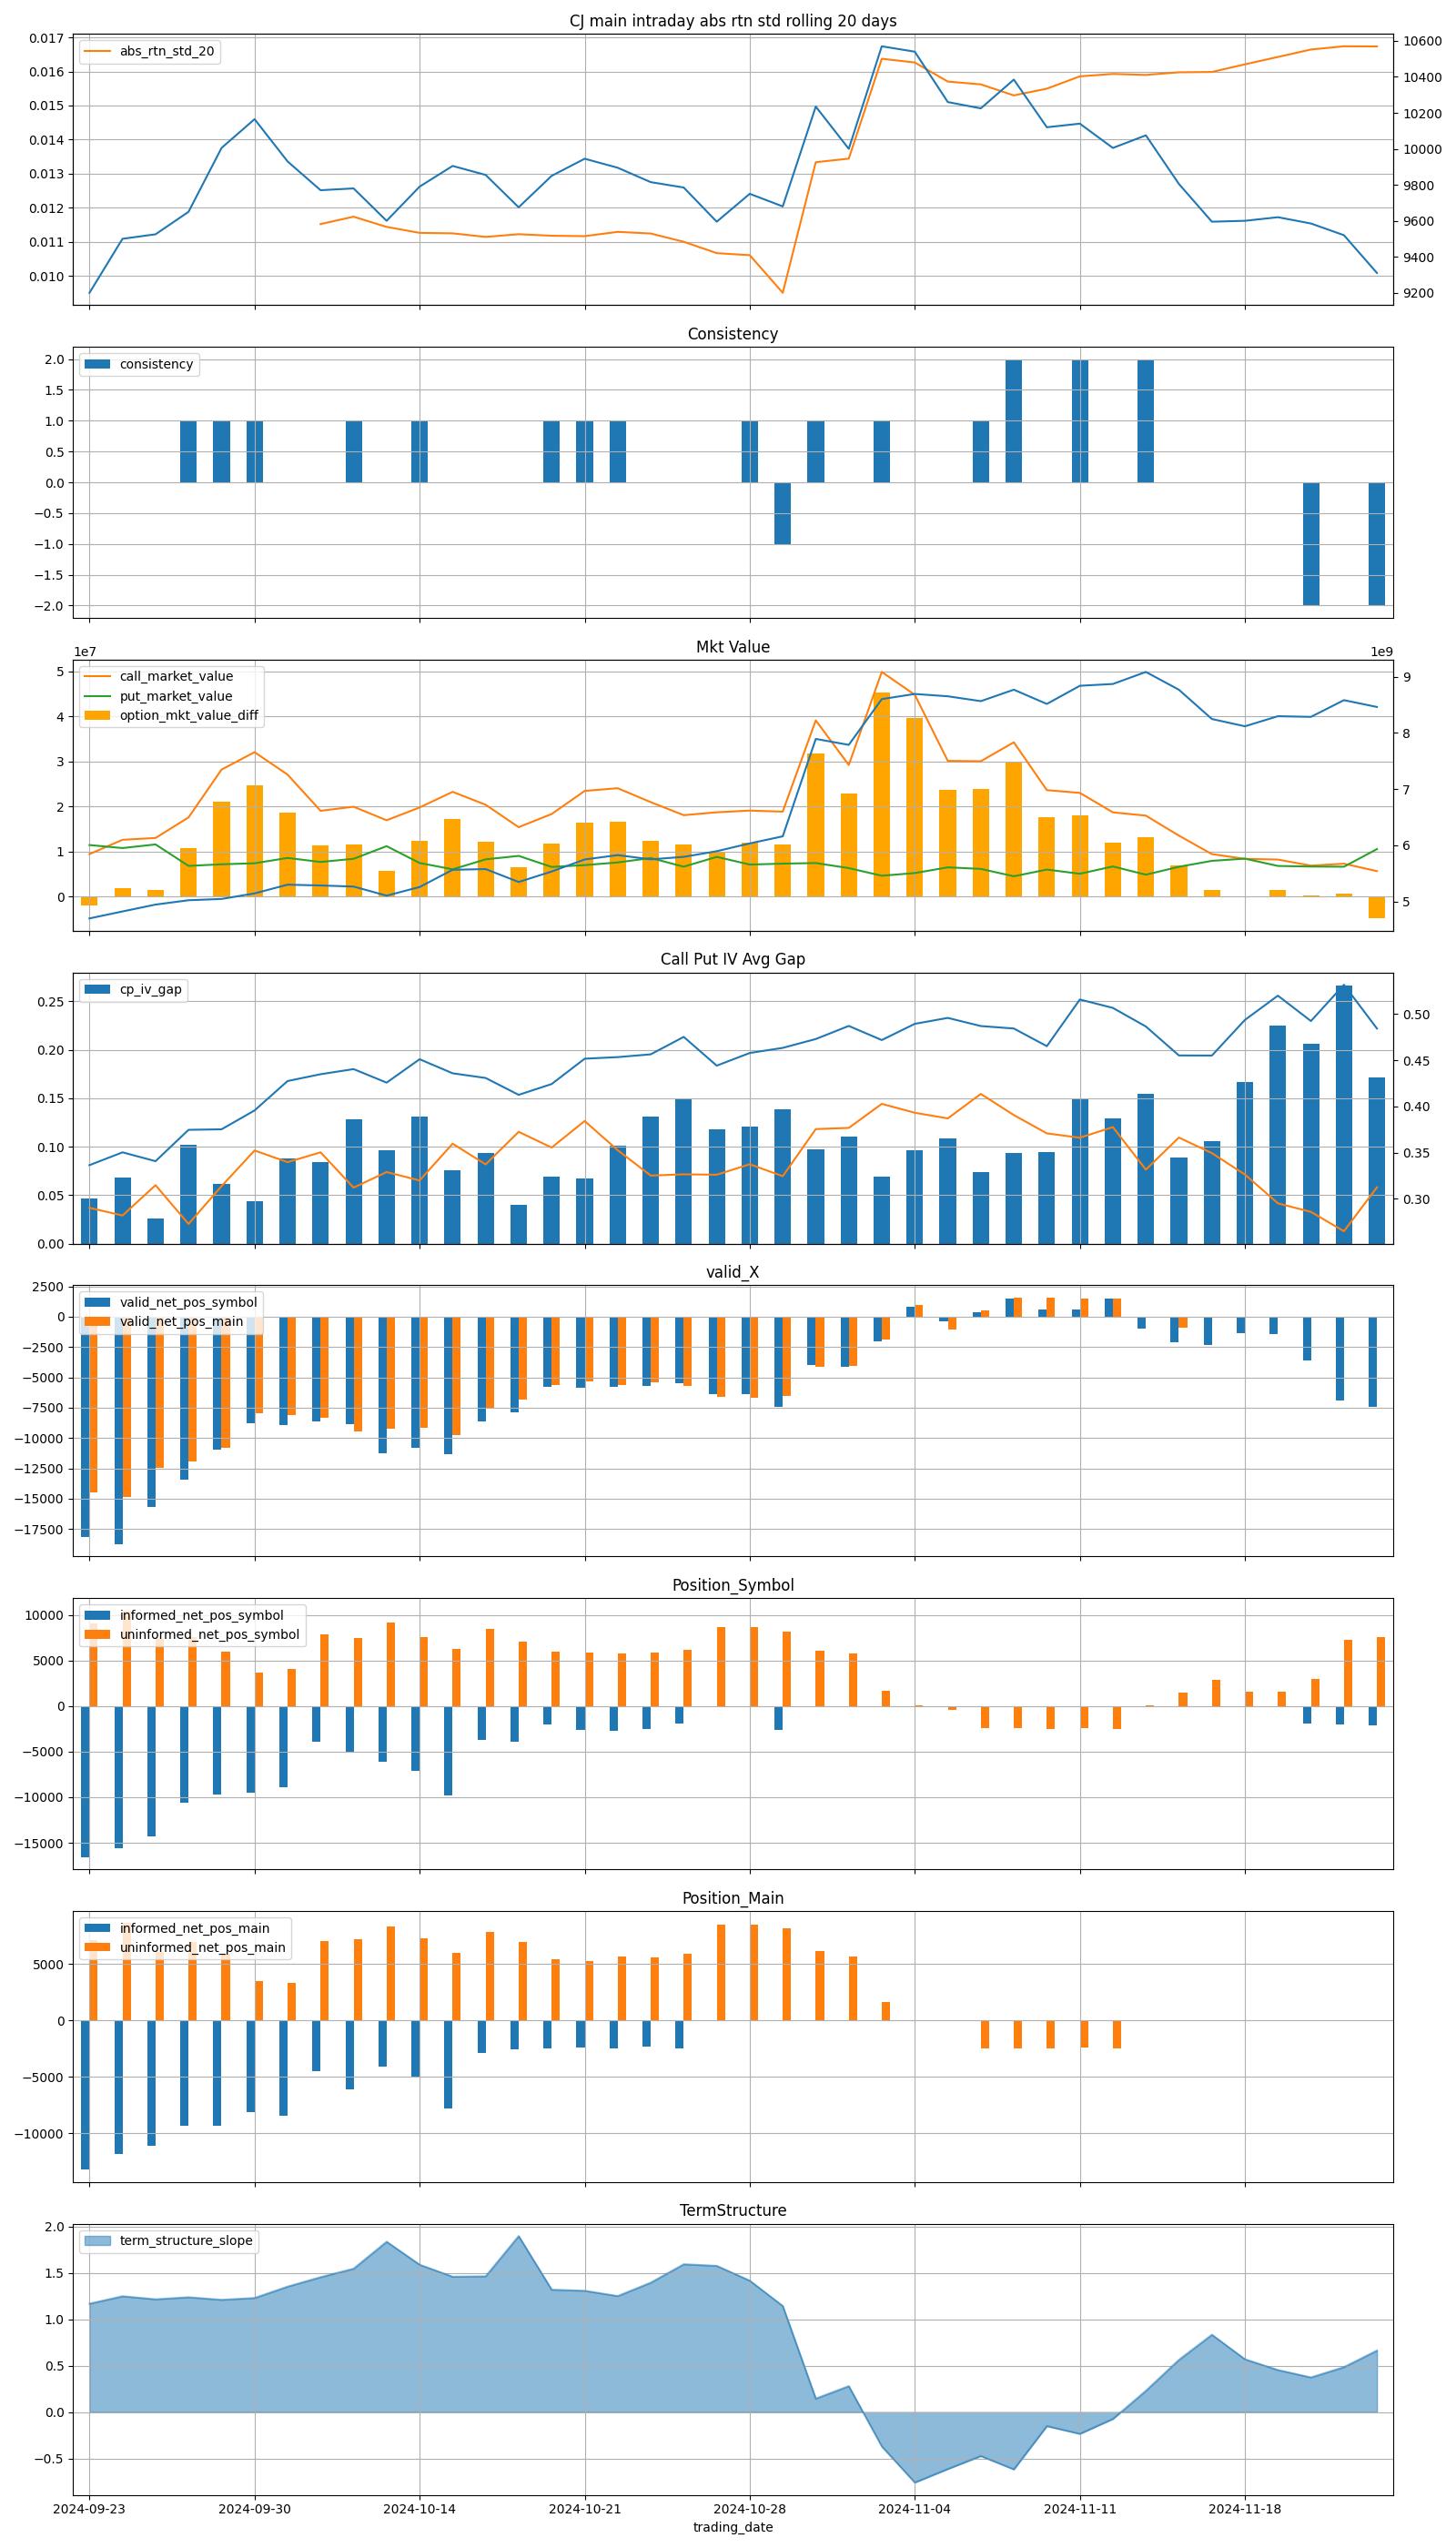 CJ main intraday abs rtn std rolling 20 days
abs_rtn_std_20
0.017
0.016
0.015
0.014
0.013
0.012
0.011
0.010
10600
10400
10200
10000
9800
9600
9400
9200
Consistency
consistency
2.0
1.5
1.0
0.5
0.0
−0.5
−1.0
−1.5
−2.0
Mkt Value
1e7
1e9
call_market_value
put_market_value
option_mkt_value_diff
5
4
3
2
1
0
9
8
7
6
5
Call Put IV Avg Gap
cp_iv_gap
0.25
0.20
0.15
0.10
0.05
0.00
0.50
0.45
0.40
0.35
0.30
valid_X
valid_net_pos_symbol
valid_net_pos_main
2500
0
−2500
−5000
−7500
−10000
−12500
−15000
−17500
Position_Symbol
informed_net_pos_symbol
uninformed_net_pos_symbol
10000
5000
0
−5000
−10000
−15000
Position_Main
informed_net_pos_main
uninformed_net_pos_main
5000
0
−5000
−10000
TermStructure
term_structure_slope
2.0
1.5
1.0
0.5
0.0
−0.5
2024-09-23 2024-09-30 2024-10-14 2024-10-21 2024-10-28 2024-11-04 2024-11-11 2024-11-18
trading_date